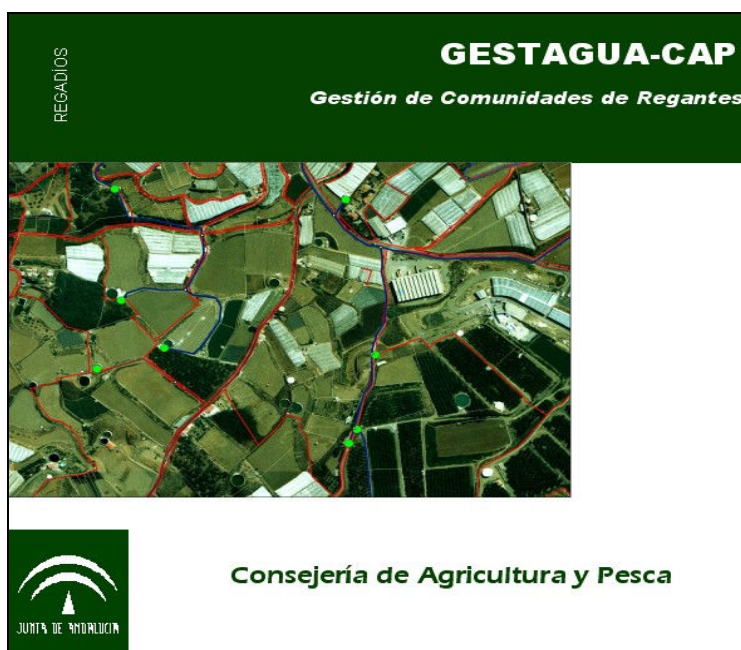 REGADÍOS
GESTAGUA-CAP
Gestión de Comunidades de Regantes
Consejería de Agricultura y Pesca
JUNTA DE ANDALUCIA